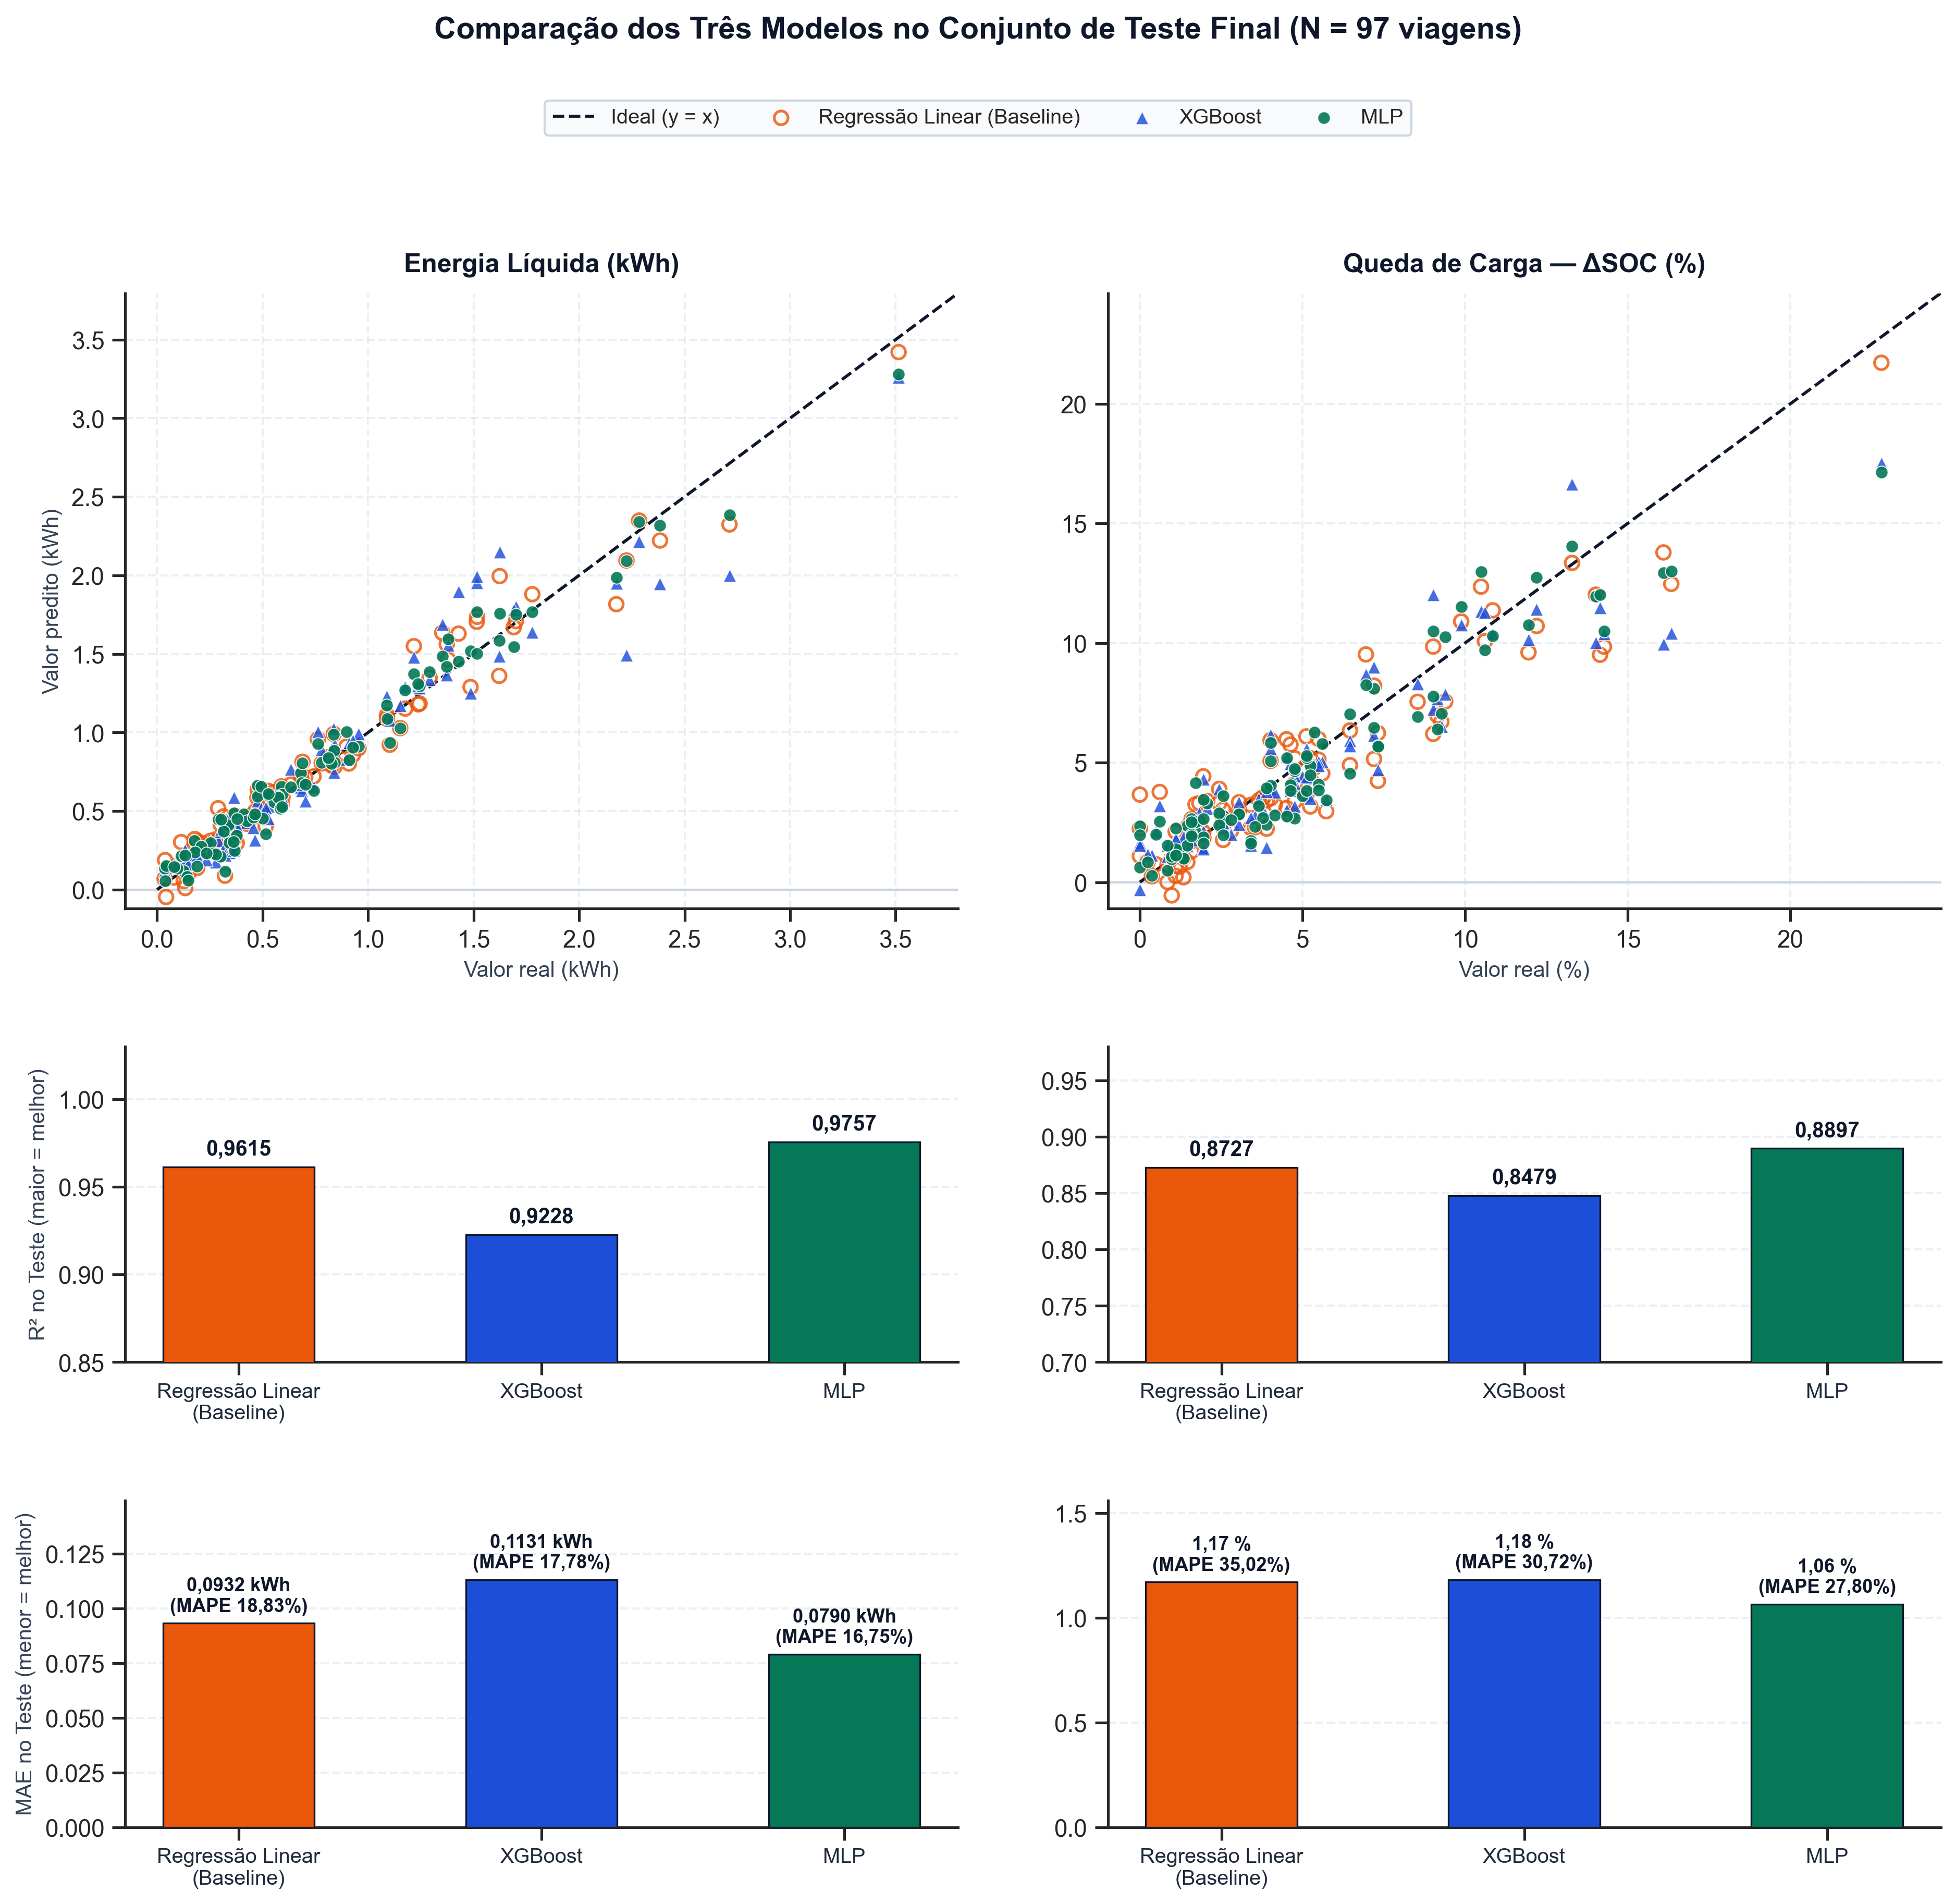 Comparação dos Três Modelos no Conjunto de Teste Final (N = 97 viagens)
Ideal (y = x)
Regressão Linear (Baseline)
XGBoost
MLP
Energia Líquida (kWh)
Valor predito (kWh)
3.5
3.0
2.5
2.0
1.5
1.0
0.5
0.0
0.0
0.5
1.0
1.5
2.0
2.5
3.0
3.5
Valor real (kWh)
Queda de Carga — ΔSOC (%)
20
15
10
5
0
0
5
10
15
20
Valor real (%)
R² no Teste (maior = melhor)
1.00
0.95
0.90
0.85
0,9615
0,9228
0,9757
Regressão Linear
(Baseline)
XGBoost
MLP
0.95
0.90
0.85
0.80
0.75
0.70
0,8727
0,8479
0,8897
Regressão Linear
(Baseline)
XGBoost
MLP
MAE no Teste (menor = melhor)
0.125
0.100
0.075
0.050
0.025
0.000
0,0932 kWh
(MAPE 18,83%)
0,1131 kWh
(MAPE 17,78%)
0,0790 kWh
(MAPE 16,75%)
Regressão Linear
(Baseline)
XGBoost
MLP
1.5
1.0
0.5
0.0
1,17 %
(MAPE 35,02%)
1,18 %
(MAPE 30,72%)
1,06 %
(MAPE 27,80%)
Regressão Linear
(Baseline)
XGBoost
MLP